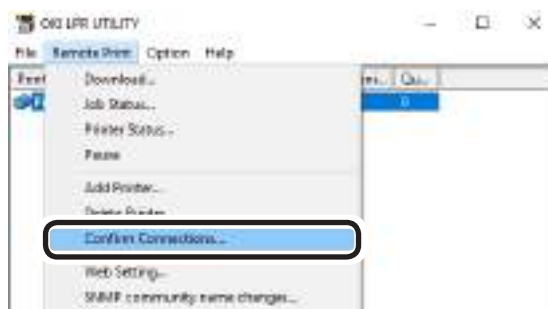 OKI LPR UTILITY
File Remote Print Option Help
Download...
Job Status...
Printer Status...
Pause
Add Printer...
Delete Printer
Confirm Connections...
Web Setting...
SNMP community name changes...